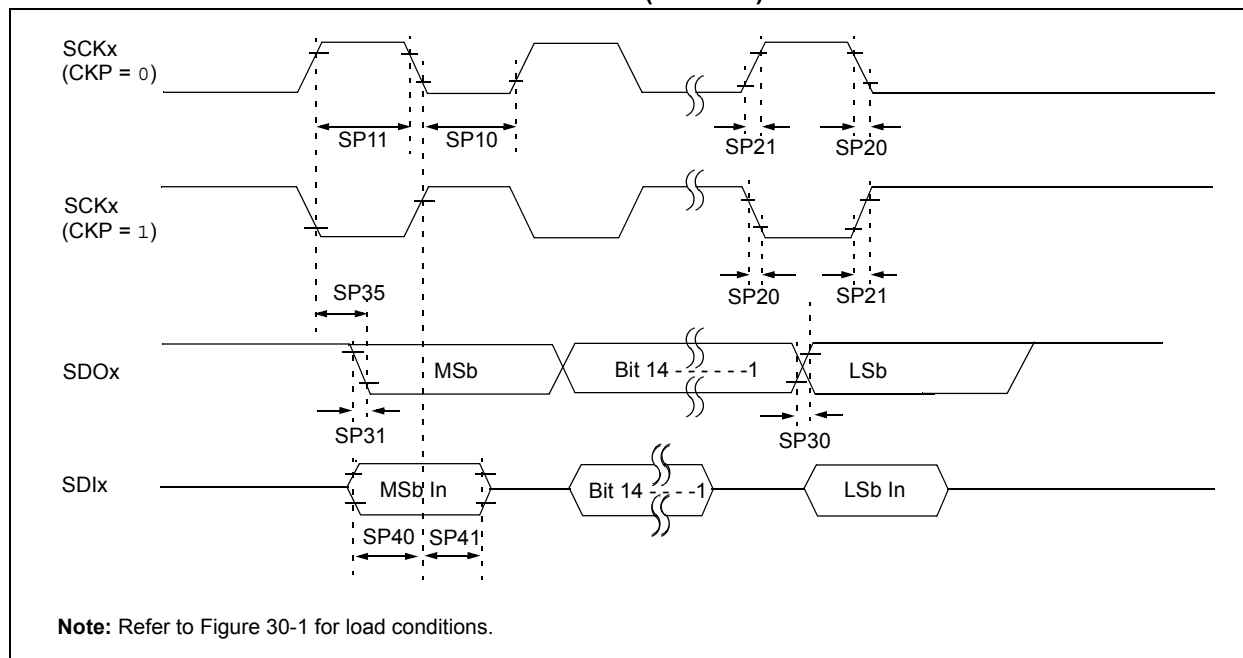 SCKx
(CKP = 0)
SP11
SP10
SP21
SP20
SCKx
(CKP = 1)
SP35
SP20
SP21
SDOx
MSb
Bit 14 - - - - - -1
LSb
SP31
SP30
SDIx
MSb In
Bit 14 - - - - -1
LSb In
SP40
SP41
Note: Refer to Figure 30-1 for load conditions.